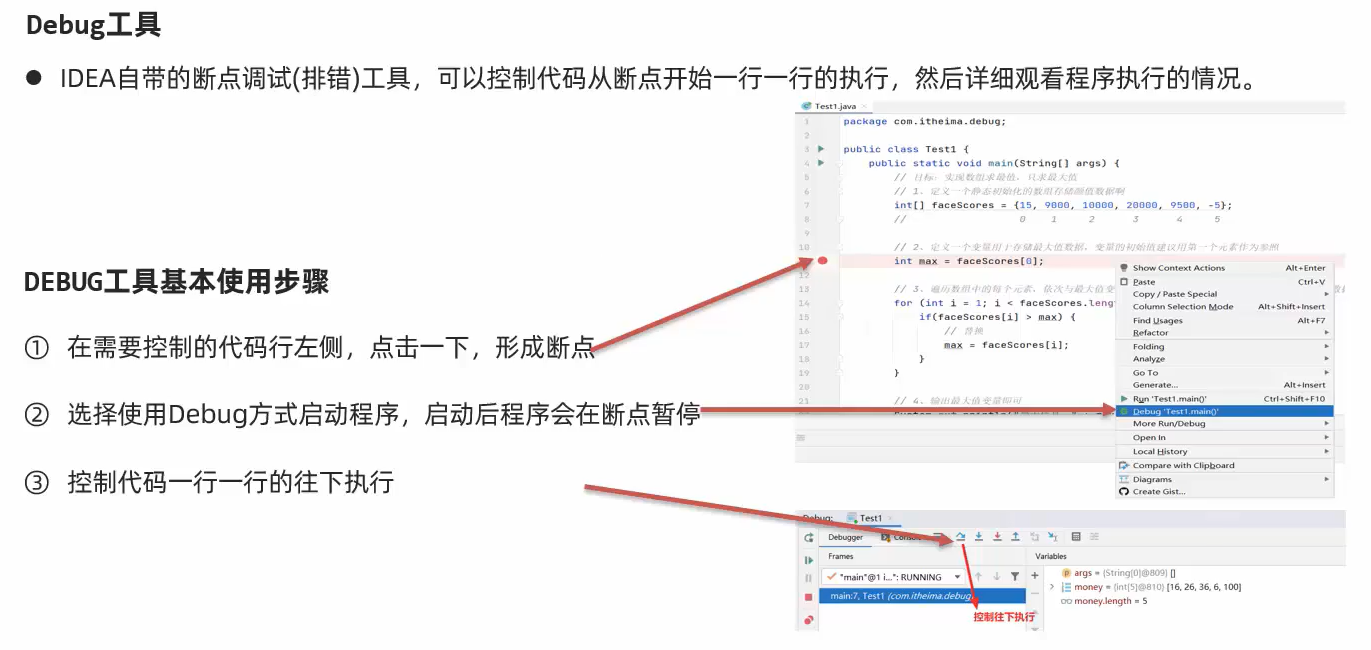 Debug工具
● IDEA自带的断点调试(排错)工具，可以控制代码从断点开始一行一行的执行，然后详细观看程序执行的情况。
DEBUG工具基本使用步骤
① 在需要控制的代码行左侧，点击一下，形成断点
② 选择使用Debug方式启动程序，启动后程序会在断点暂停
③ 控制代码一行一行的往下执行
Test1.java
1 package com.itheima.debug;
2
3 public class Test1 {
4 public static void main(String[] args) {
5 // 目标：实现数组求最值，只求最大值
6 // 1、定义一个静态初始化的数组存储颜值数据啊
7 int[] faceScores = {15, 9000, 10000, 20000, 9500, -5};
8 // 0 1 2 3 4 5
9
10 // 2、定义一个变量用于存储最大值数据，变量的初始值建议用第一个元素作为参照
int max = faceScores[0];
12
13 // 3、遍历数组中的每个元素，依次与最大值变
14 for (int i = 1; i < faceScores.leng
15 if(faceScores[i] > max) {
16 // 替换
17 max = faceScores[i];
18 }
19 }
20
21 // 4、输出最大值变量即可
Show Context Actions Alt+Enter
Paste Ctrl+V
Copy / Paste Special
Column Selection Mode Alt+Shift+Insert
Find Usages Alt+F7
Refactor
Folding
Analyze
Go To
Generate... Alt+Insert
Run 'Test1.main()' Ctrl+Shift+F10
Debug 'Test1.main()'
More Run/Debug
Open In
Local History
Compare with Clipboard
Diagrams
Create Gist...
Debug: Test1
Debugger Console
Frames
Variables
"main"@1 i...": RUNNING
main:7, Test1 (com.itheima.debug)
args = (String[0]@809) []
money = (int[5]@810) [16, 26, 36, 6, 100]
money.length = 5
控制往下执行